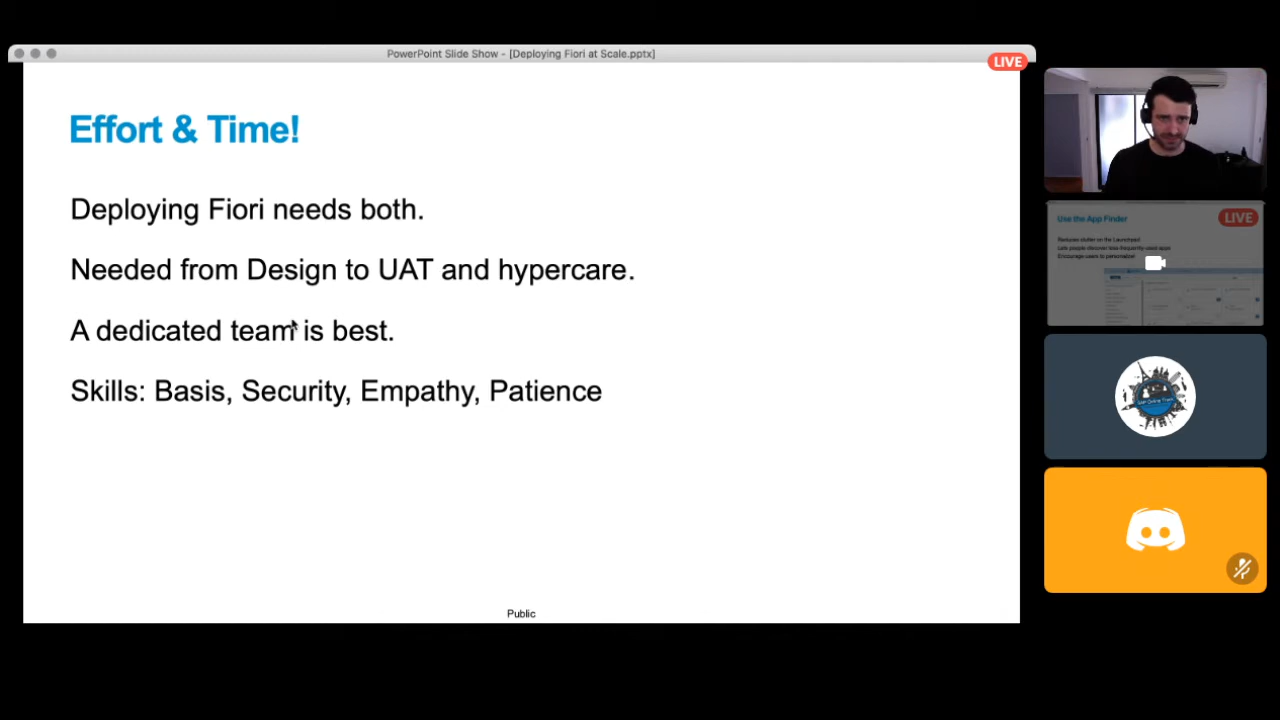 PowerPoint Slide Show - [Deploying Fiori at Scale.pptx]
LIVE
Effort & Time!
Deploying Fiori needs both.
Needed from Design to UAT and hypercare.
A dedicated team is best.
Skills: Basis, Security, Empathy, Patience
Public
Use the App Finder
LIVE
Reduces clutter on the Launchpad
Lets people discover less frequently used apps
Encourage users to personalize!